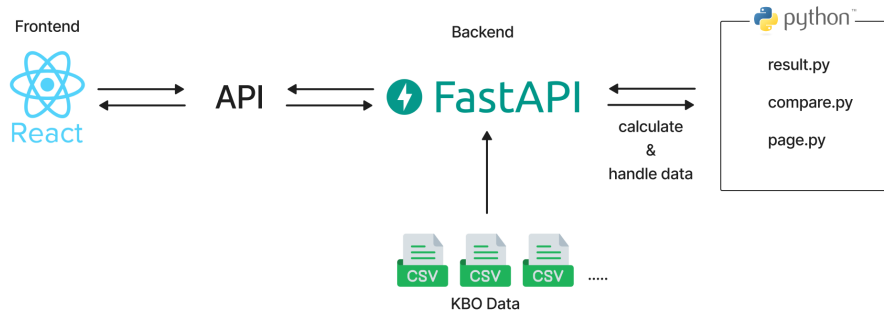 Frontend
React
API
Backend
FastAPI
calculate
&
handle data
python™
result.py
compare.py
page.py
CSV CSV CSV .....
KBO Data